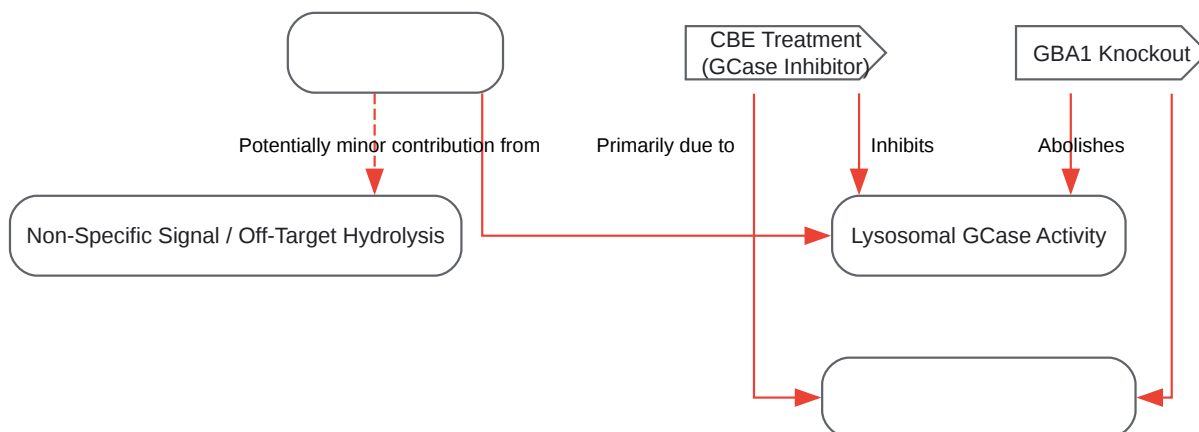 CBE Treatment
(GCase Inhibitor)
GBA1 Knockout
Potentially minor contribution from
Primarily due to
Inhibits
Abolishes
Non-Specific Signal / Off-Target Hydrolysis
Lysosomal GCase Activity